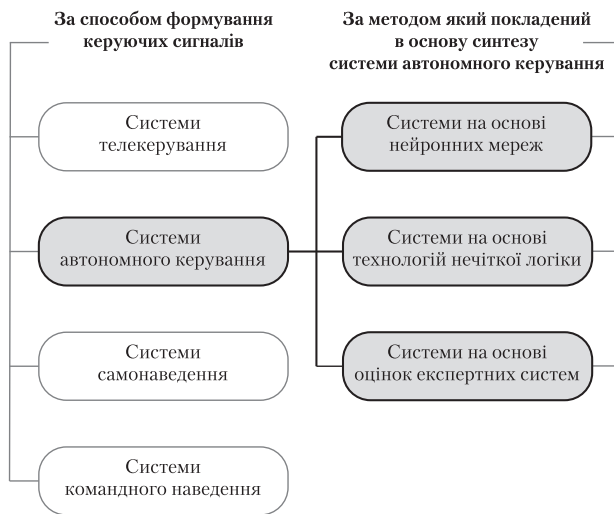 За способом формування
керуючих сигналів
За методом який покладений
в основу синтезу
системи автономного керування
Системи
телекерування
Системи
автономного керування
Системи
самонаведення
Системи
командного наведення
Системи на основі
нейронних мереж
Системи на основі
технологій нечіткої логіки
Системи на основі
оцінок експертних систем